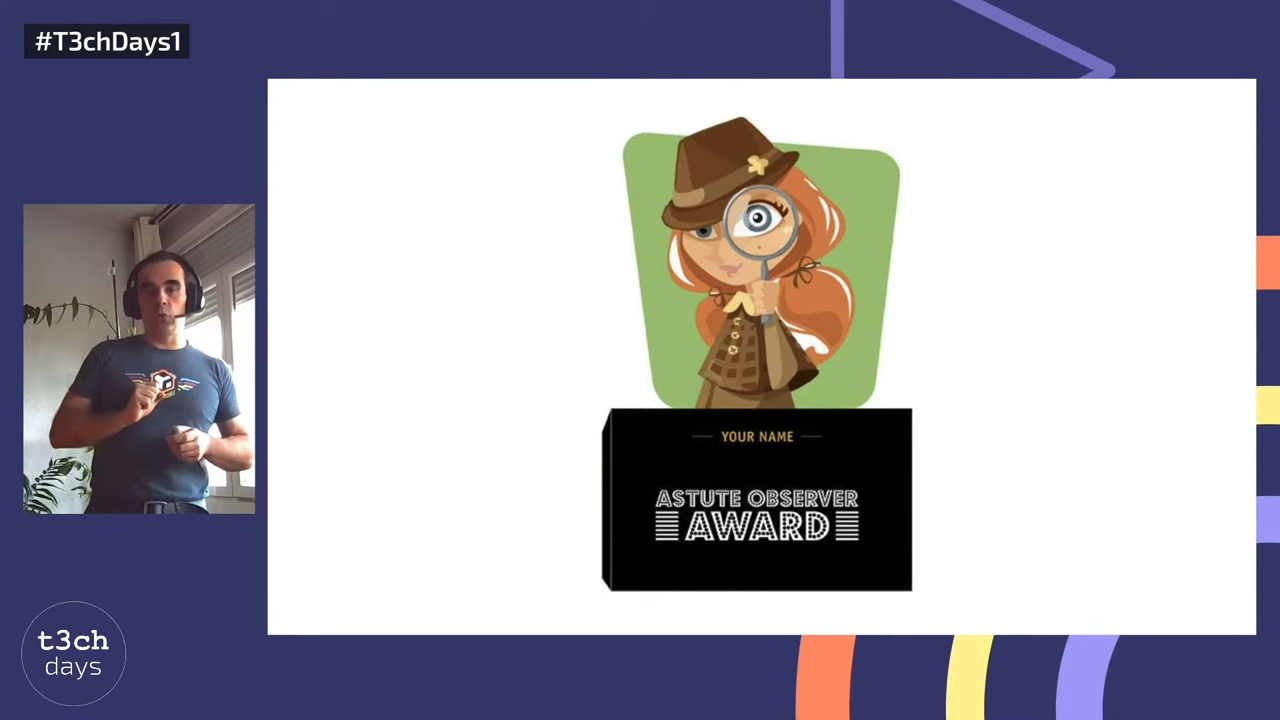 #T3chDays1
YOUR NAME
ASTUTE OBSERVER
AWARD
t3ch
days